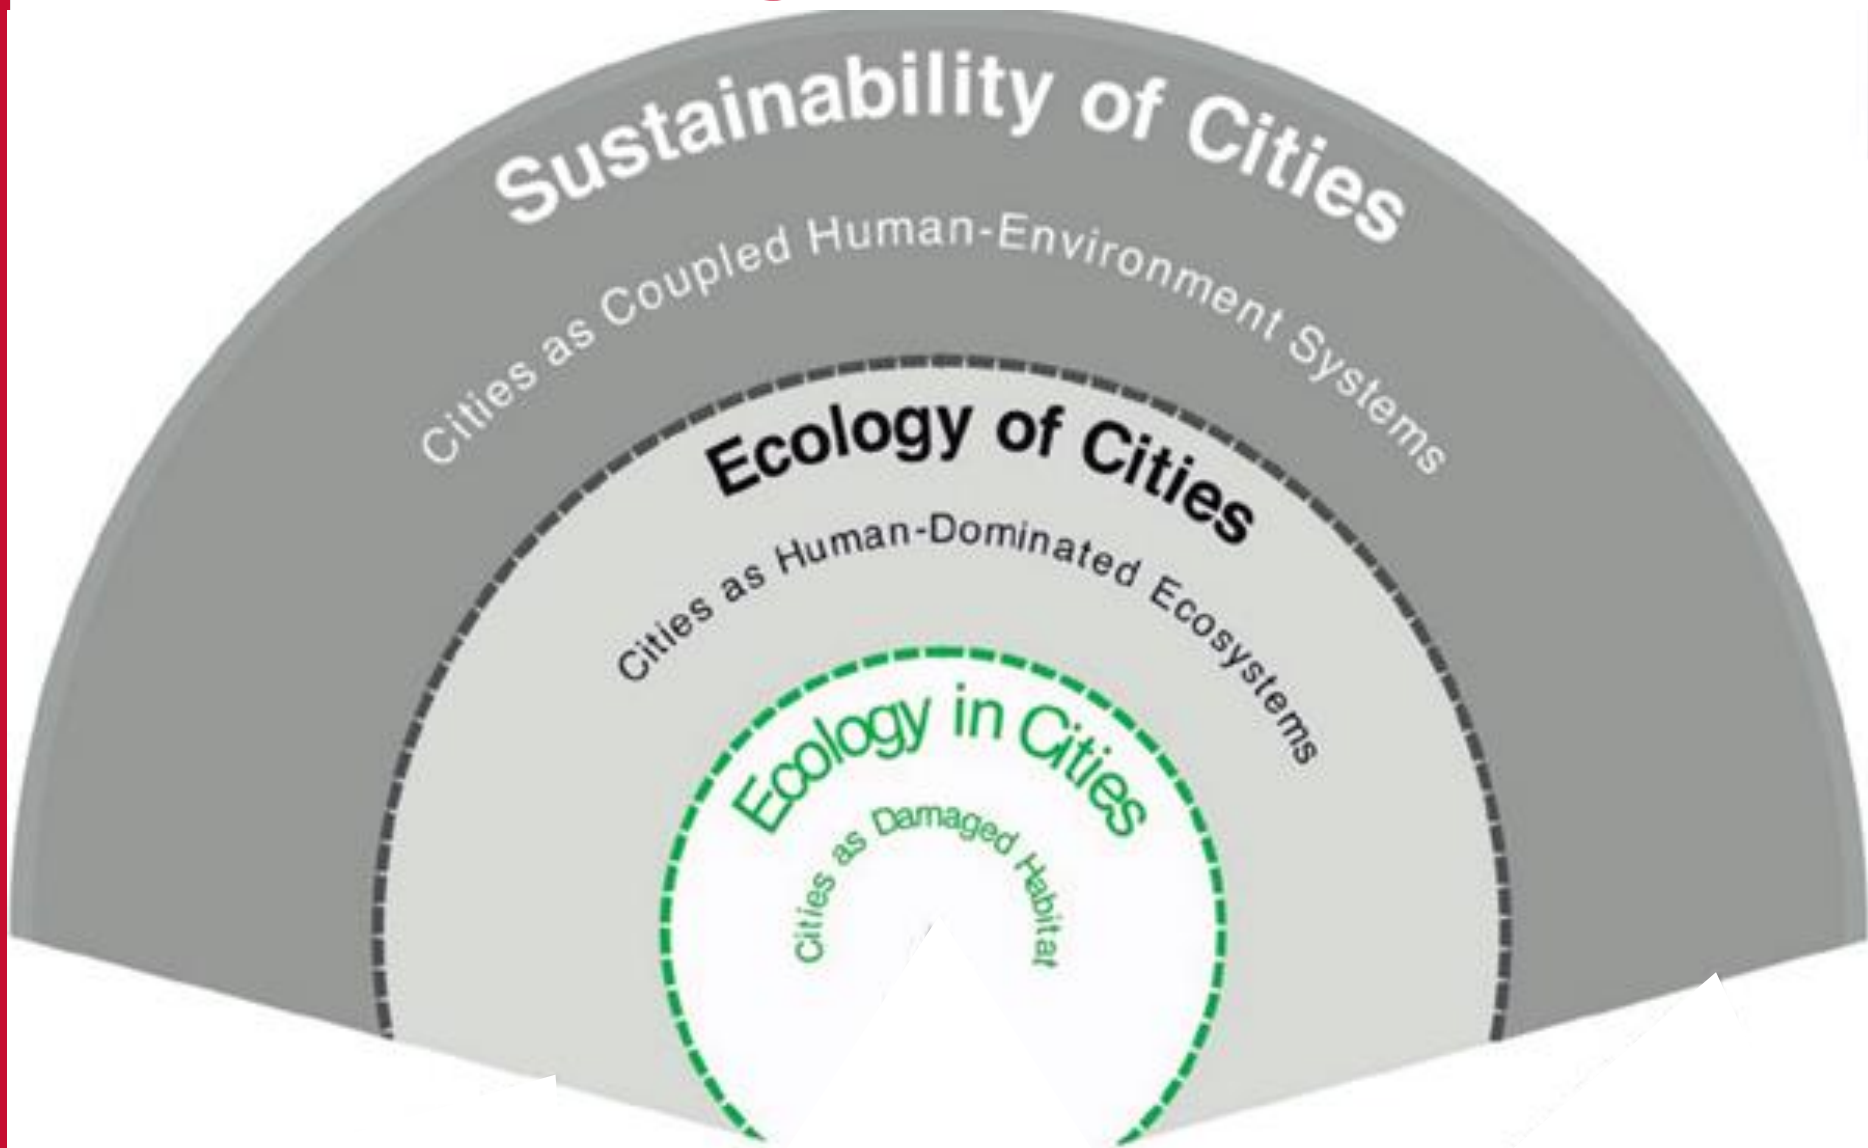 Sustainability of Cities
Cities as Coupled Human-Environment Systems
Ecology of Cities
Cities as Human-Dominated Ecosystems
Ecology in Cities
Cities as Damaged Habitat